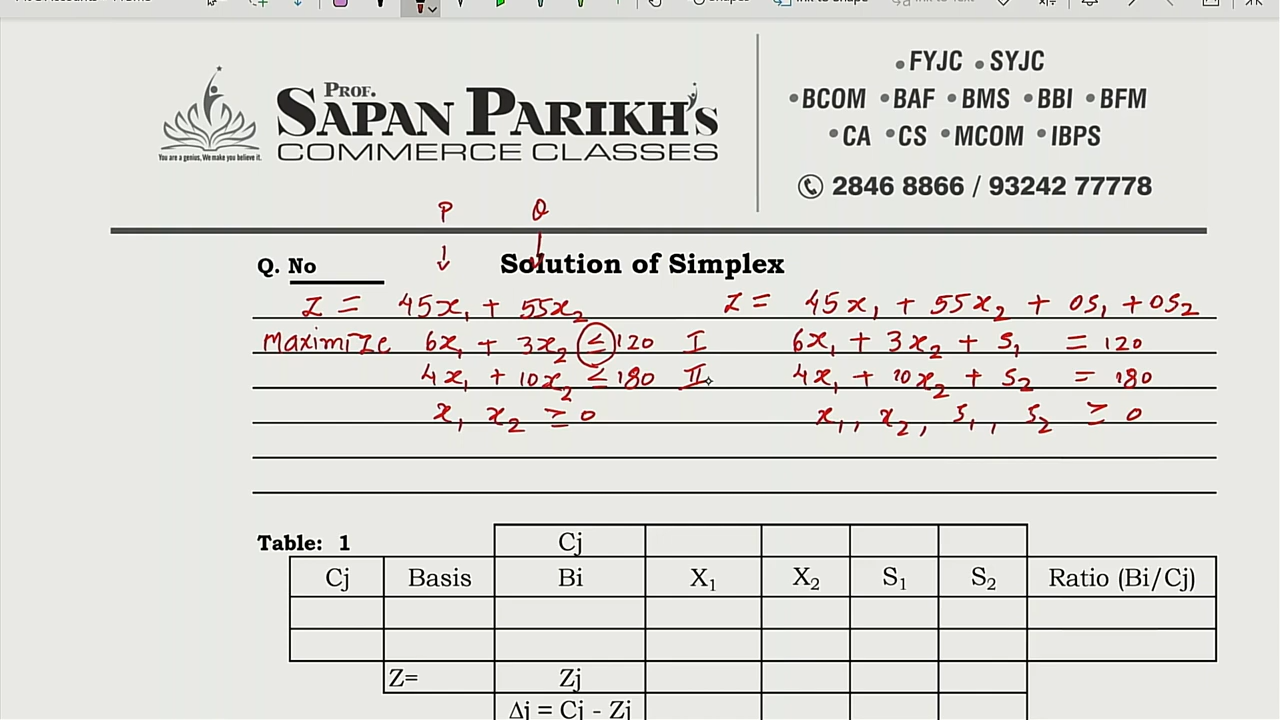 PROF.
SAPAN PARIKH's
COMMERCE CLASSES
You are a genius, We make you believe it.
• FYJC • SYJC
• BCOM • BAF • BMS • BBI • BFM
• CA • CS • MCOM • IBPS
2846 8866 / 93242 77778
P Q
Q. No Solution of Simplex
Z = 45x₁ + 55x₂ Z = 45x₁ + 55x₂ + 0S₁ + 0S₂
Maximize 6x₁ + 3x₂ ≤ 120 I 6x₁ + 3x₂ + S₁ = 120
4x₁ + 10x₂ ≤ 180 II 4x₁ + 10x₂ + S₂ = 180
x₁ x₂ ≥ 0 x₁, x₂, S₁, S₂ ≥ 0
Table: 1 Cj
Cj Basis Bi X₁ X₂ S₁ S₂ Ratio (Bi/Cj)
Z= Zj
Δj = Cj - Zj